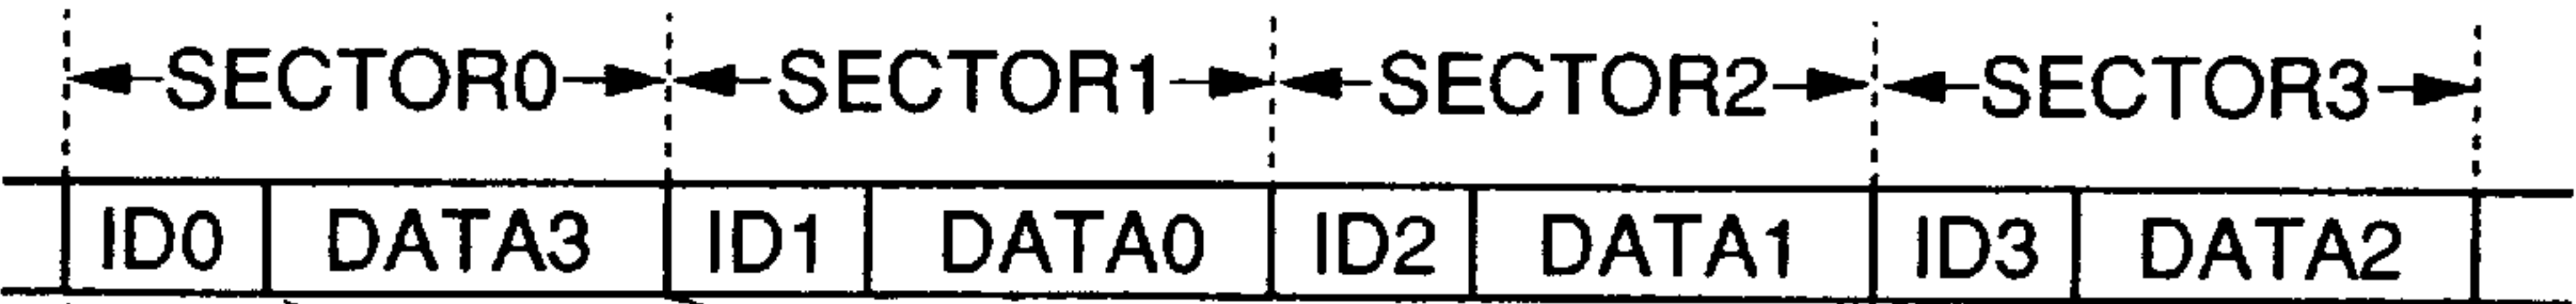 SECTOR0 SECTOR1 SECTOR2 SECTOR3
ID0 DATA3 ID1 DATA0 ID2 DATA1 ID3 DATA2